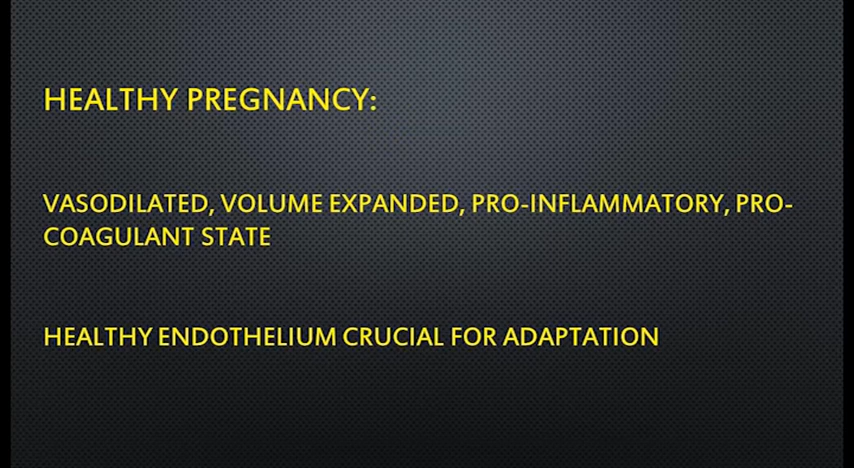 HEALTHY PREGNANCY:
VASODILATED, VOLUME EXPANDED, PRO-INFLAMMATORY, PRO-
COAGULANT STATE
HEALTHY ENDOTHELIUM CRUCIAL FOR ADAPTATION